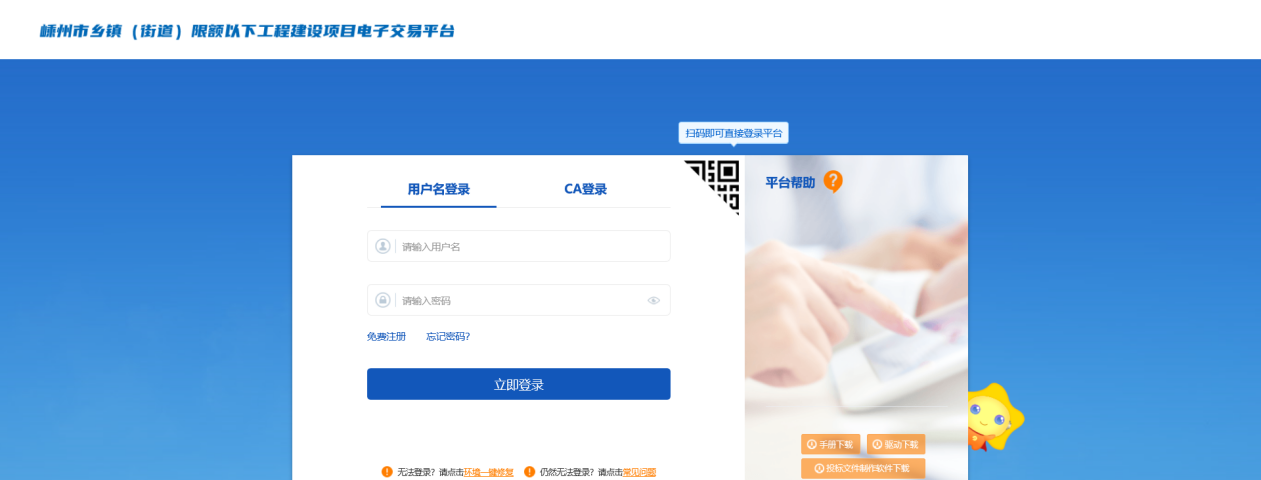 嵊州市乡镇（街道）限额以下工程建设项目电子交易平台
扫码即可直接登录平台
用户名登录 CA登录
平台帮助
请输入用户名
请输入密码
免费注册 忘记密码?
立即登录
手册下载 驱动下载
投标文件制作软件下载
无法登录？请点击环境一键修复 仍然无法登录？请点击常见问题